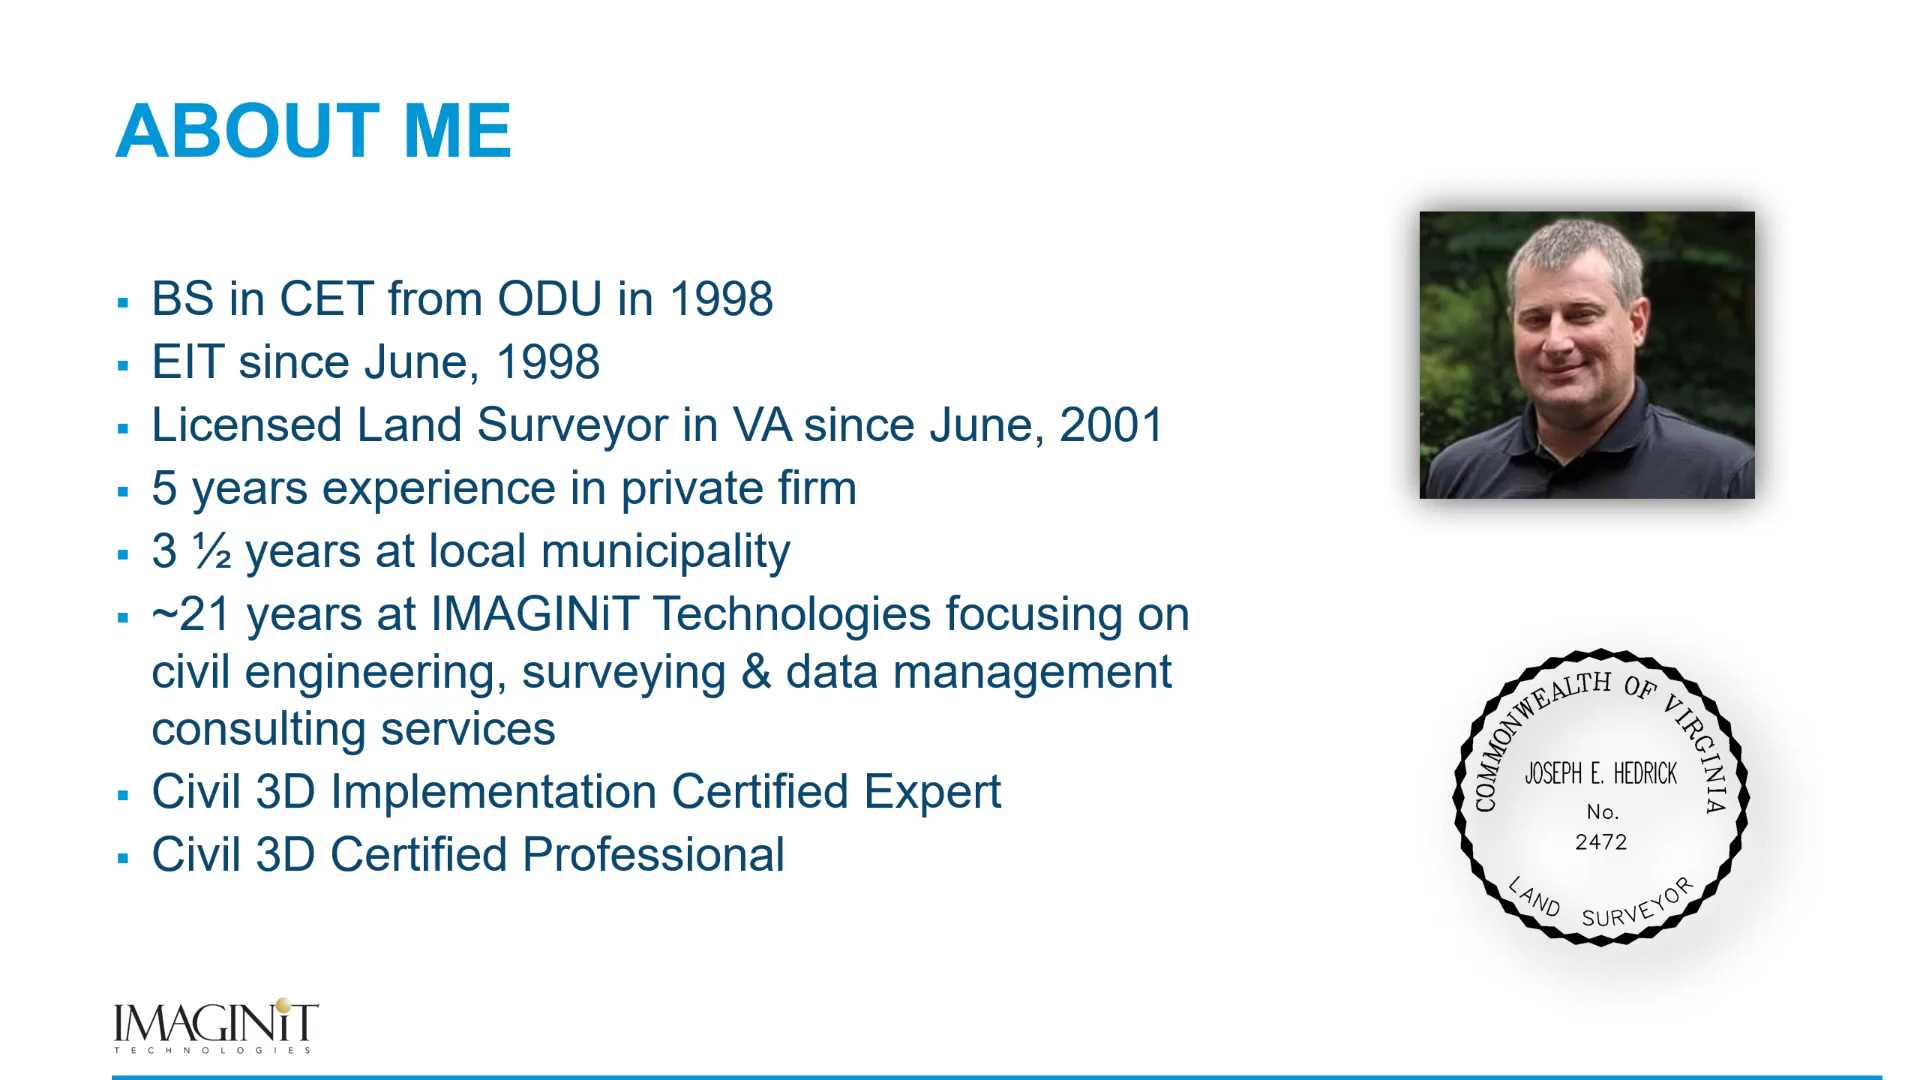 ABOUT ME
▪ BS in CET from ODU in 1998
▪ EIT since June, 1998
▪ Licensed Land Surveyor in VA since June, 2001
▪ 5 years experience in private firm
▪ 3 ½ years at local municipality
▪ ~21 years at IMAGINiT Technologies focusing on
civil engineering, surveying & data management
consulting services
▪ Civil 3D Implementation Certified Expert
▪ Civil 3D Certified Professional
COMMONWEALTH OF VIRGINIA
JOSEPH E. HEDRICK
No.
2472
LAND SURVEYOR
IMAGINiT
TECHNOLOGIES